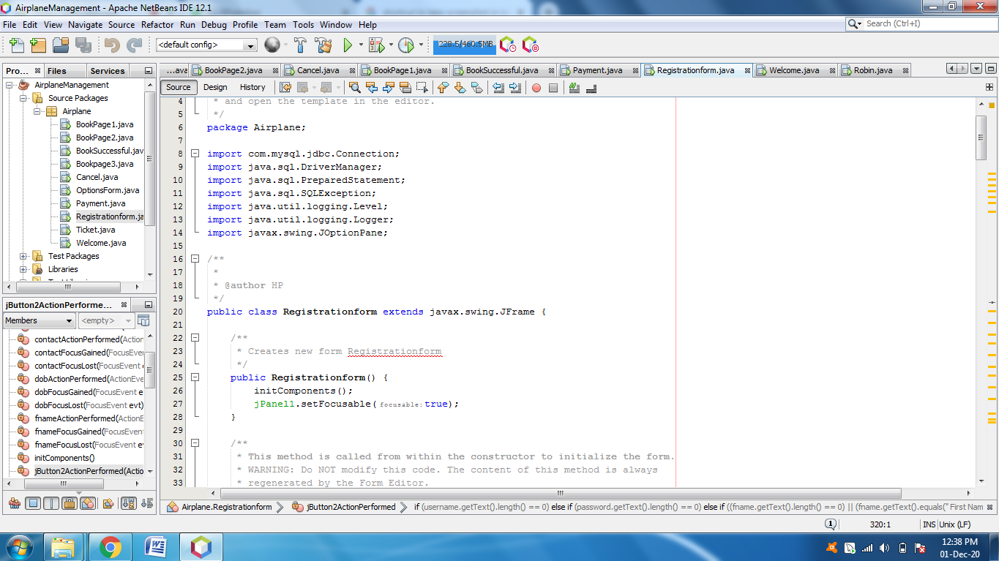 AirplaneManagement - Apache NetBeans IDE 12.1
File Edit View Navigate Source Refactor Run Debug Profile Team Tools Window Help
Search (Ctrl+I)
<default config>
228.5/460.5MB
Pro... Files Services
...ava BookPage2.java Cancel.java BookPage1.java BookSuccessful.java Payment.java Registrationform.java Welcome.java Robin.java
Source Design History
AirplaneManagement
Source Packages
Airplane
BookPage1.java
BookPage2.java
BookSuccessful.jav
Bookpage3.java
Cancel.java
OptionsForm.java
Payment.java
Registrationform.ja
Ticket.java
Welcome.java
Test Packages
Libraries
jButton2ActionPerforme...
Members <empty>
contactActionPerformed(Action
contactFocusGained(FocusEven
contactFocusLost(FocusEvent e
dobActionPerformed(ActionEve
dobFocusGained(FocusEvent e
dobFocusLost(FocusEvent evt)
fnameActionPerformed(ActionE
fnameFocusGained(FocusEven
fnameFocusLost(FocusEvent ev
initComponents()
jButton2ActionPerformed(Actio
4 * and open the template in the editor.
5 */
6 package Airplane;
7
8 import com.mysql.jdbc.Connection;
9 import java.sql.DriverManager;
10 import java.sql.PreparedStatement;
11 import java.sql.SQLException;
12 import java.util.logging.Level;
13 import java.util.logging.Logger;
14 import javax.swing.JOptionPane;
15
16 /**
17 *
18 * @author HP
19 */
20 public class Registrationform extends javax.swing.JFrame {
21
22 /**
23 * Creates new form Registrationform
24 */
25 public Registrationform() {
26 initComponents();
27 jPanel1.setFocusable( focusable: true);
28 }
29
30 /**
31 * This method is called from within the constructor to initialize the form.
32 * WARNING: Do NOT modify this code. The content of this method is always
33 * regenerated by the Form Editor.
Airplane.Registrationform jButton2ActionPerformed if (username.getText().length() == 0) else if (password.getText().length() == 0) else if ((fname.getText().length() == 0) || (fname.getText().equals(" First Nam
1 320:1 INS Unix (LF)
12:38 PM
01-Dec-20